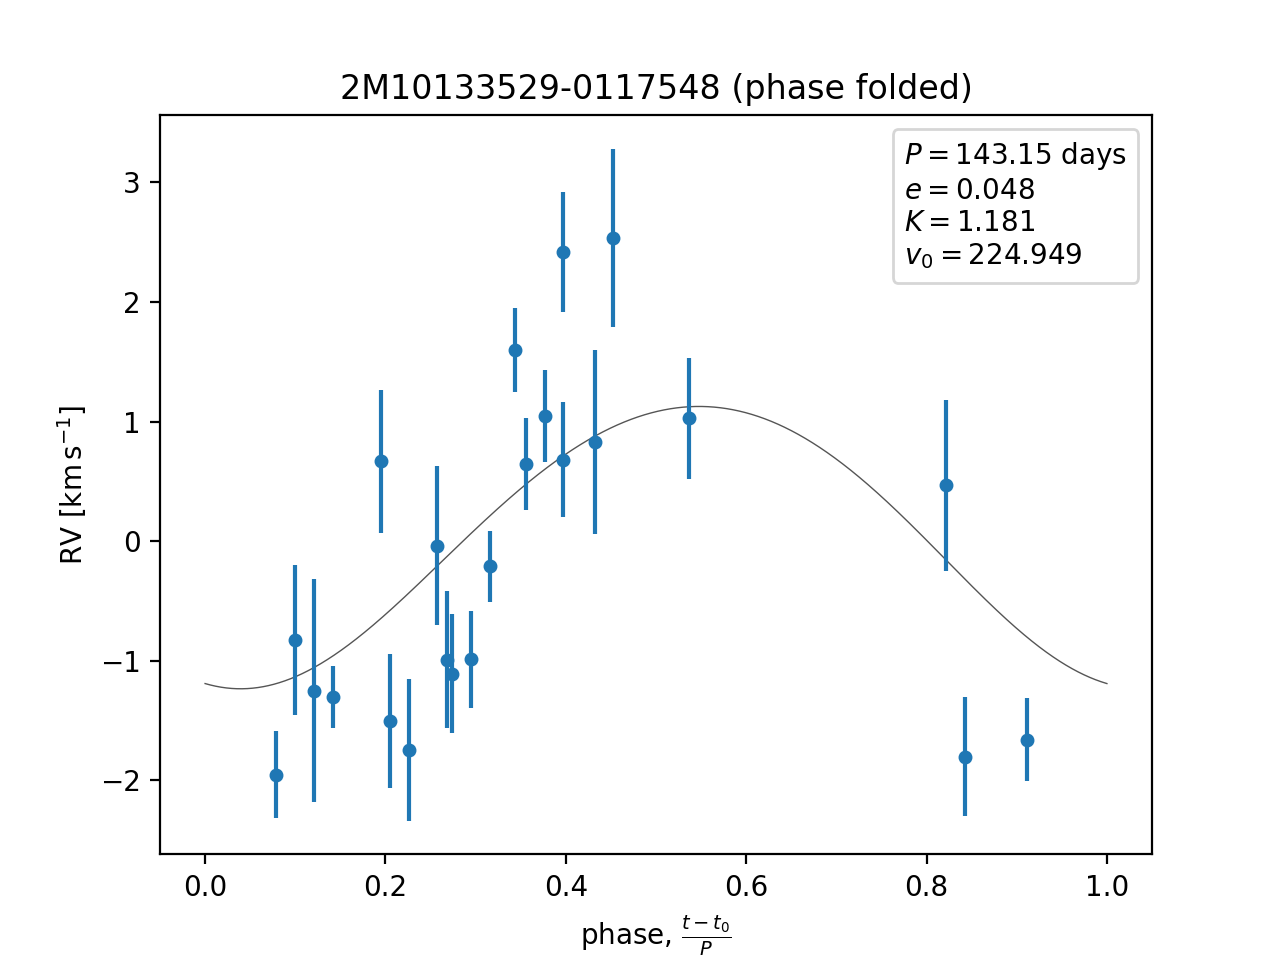 2M10133529-0117548 (phase folded)
P = 143.15 days
e = 0.048
K = 1.181
v₀ = 224.949
RV [km s⁻¹]
3
2
1
0
−1
−2
0.0 0.2 0.4 0.6 0.8 1.0
phase, (t − t₀)/P